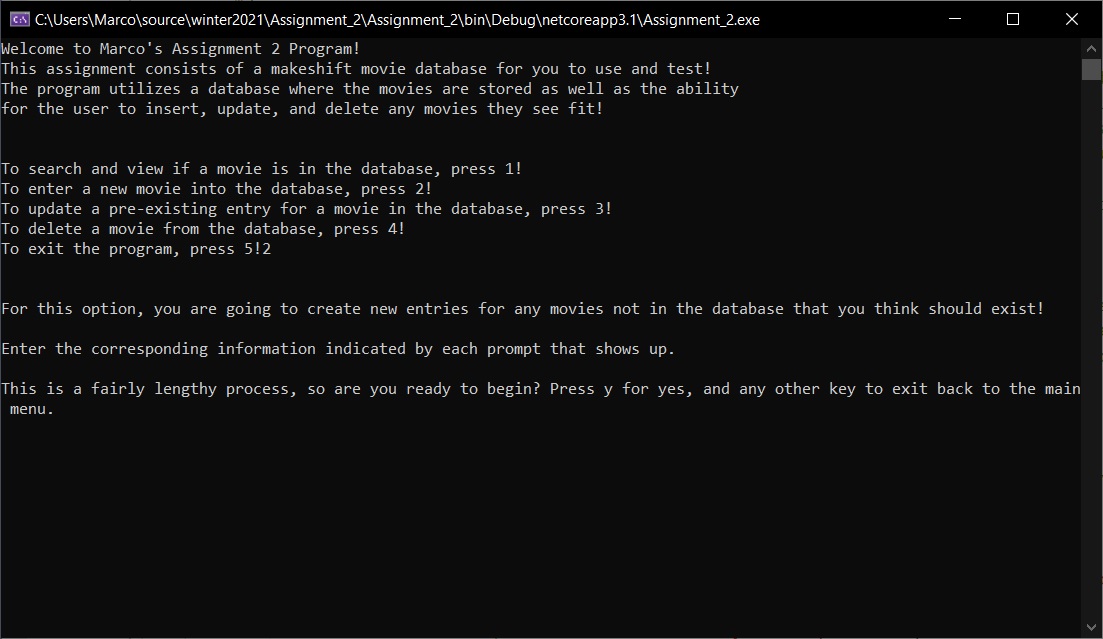 C:\Users\Marco\source\winter2021\Assignment_2\Assignment_2\bin\Debug\netcoreapp3.1\Assignment_2.exe
Welcome to Marco's Assignment 2 Program!
This assignment consists of a makeshift movie database for you to use and test!
The program utilizes a database where the movies are stored as well as the ability
for the user to insert, update, and delete any movies they see fit!
To search and view if a movie is in the database, press 1!
To enter a new movie into the database, press 2!
To update a pre-existing entry for a movie in the database, press 3!
To delete a movie from the database, press 4!
To exit the program, press 5!2
For this option, you are going to create new entries for any movies not in the database that you think should exist!
Enter the corresponding information indicated by each prompt that shows up.
This is a fairly lengthy process, so are you ready to begin? Press y for yes, and any other key to exit back to the main
menu.